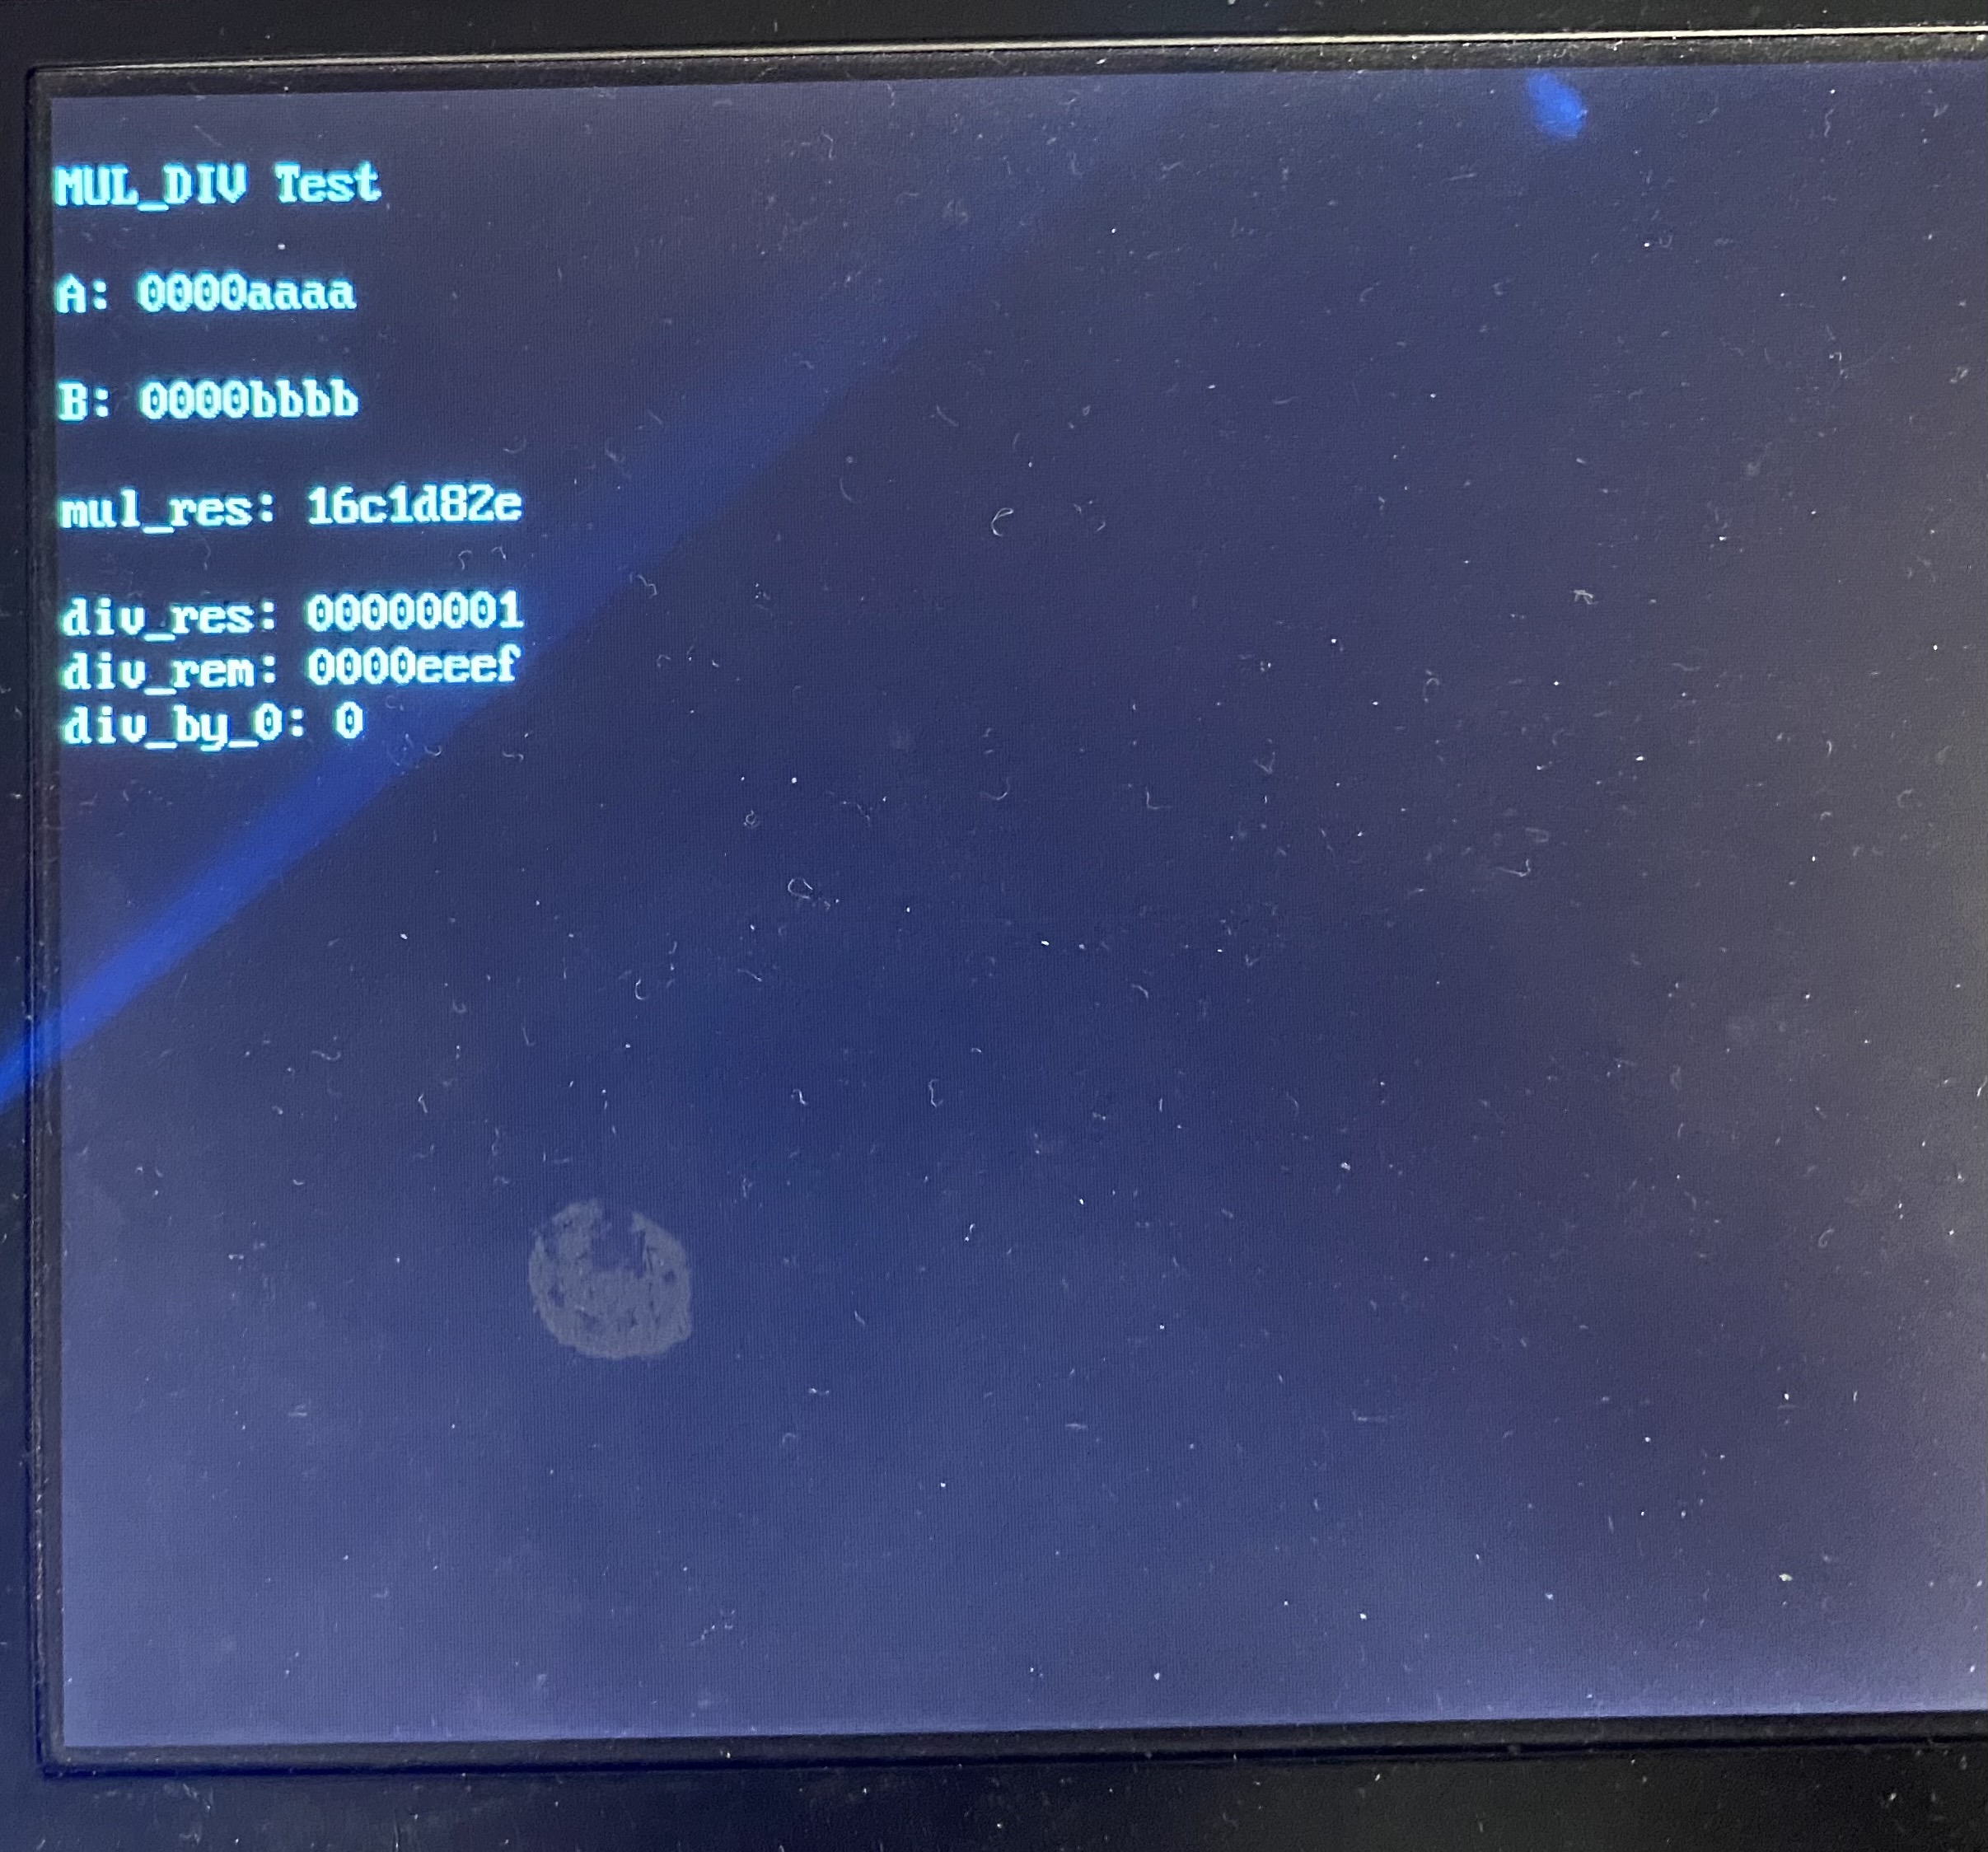 MUL_DIV Test
A: 0000aaaa
B: 0000bbbb
mul_res: 16c1d82e
div_res: 00000001
div_rem: 0000eeef
div_by_0: 0